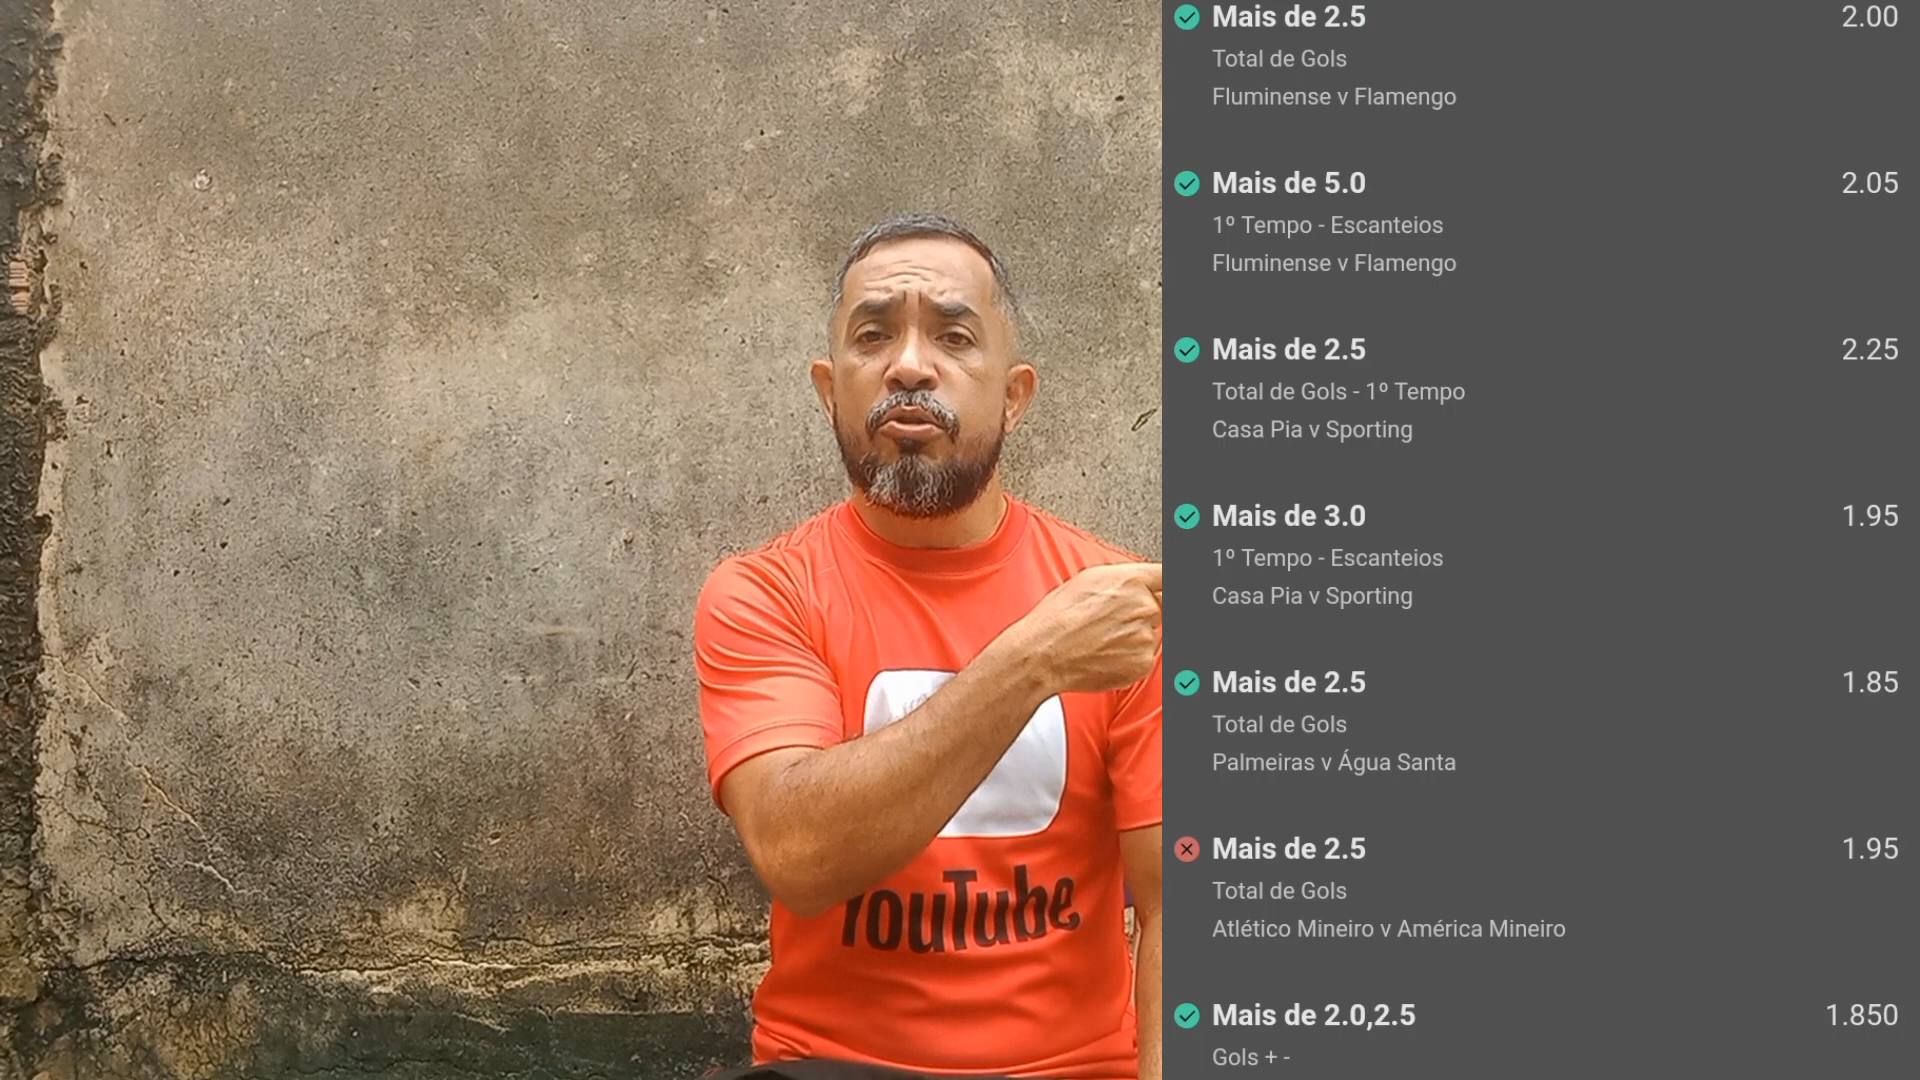 YouTube
Mais de 2.5 2.00
Total de Gols
Fluminense v Flamengo
Mais de 5.0 2.05
1º Tempo - Escanteios
Fluminense v Flamengo
Mais de 2.5 2.25
Total de Gols - 1º Tempo
Casa Pia v Sporting
Mais de 3.0 1.95
1º Tempo - Escanteios
Casa Pia v Sporting
Mais de 2.5 1.85
Total de Gols
Palmeiras v Água Santa
Mais de 2.5 1.95
Total de Gols
Atlético Mineiro v América Mineiro
Mais de 2.0,2.5 1.850
Gols + -